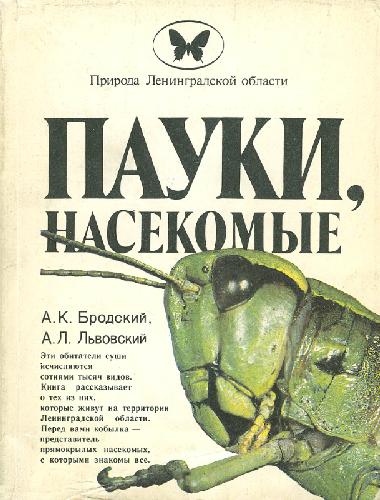 Природа Ленинградской области
ПАУКИ,
НАСЕКОМЫЕ
А.К. Бродский,
А.Л. Львовский
Эти обитатели суши
исчисляются
сотнями тысяч видов.
Книга рассказывает
о тех из них,
которые живут на территории
Ленинградской области.
Перед вами кобылка —
представитель
прямокрылых насекомых,
с которыми знакомы все.